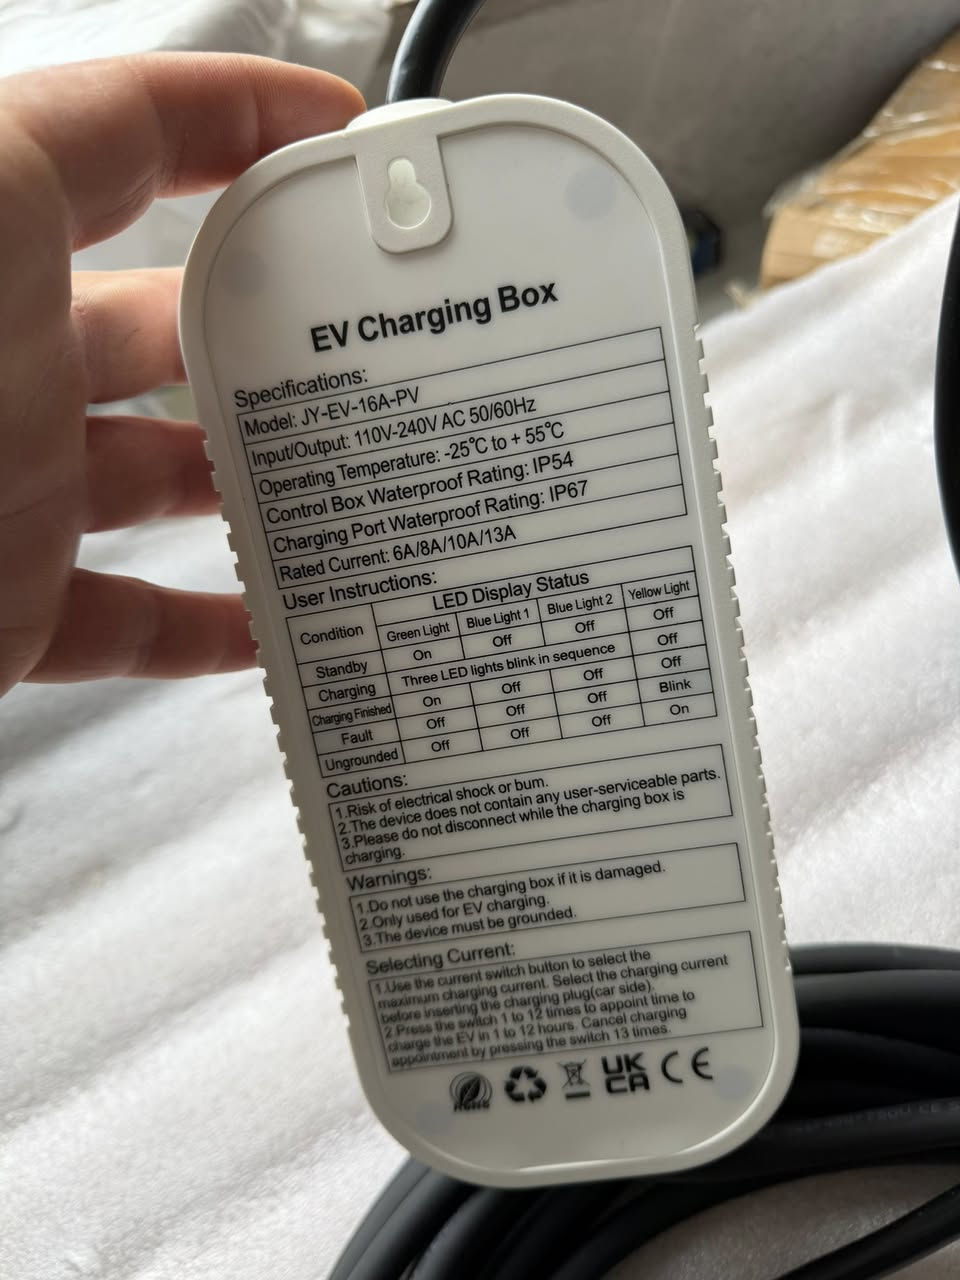 EV Charging Box
Specifications:
Model: JY-EV-16A-PV
Input/Output: 110V-240V AC 50/60Hz
Operating Temperature: -25℃ to + 55℃
Control Box Waterproof Rating: IP54
Charging Port Waterproof Rating: IP67
Rated Current: 6A/8A/10A/13A
User Instructions:
Condition LED Display Status
Green Light Blue Light 1 Blue Light 2 Yellow Light
Standby On Off Off Off
Charging Three LED lights blink in sequence Off
Charging Finished On Off Off Off
Fault Off Off Off Blink
Ungrounded Off Off Off On
Cautions:
1.Risk of electrical shock or burn.
2.The device does not contain any user-serviceable parts.
3.Please do not disconnect while the charging box is
charging.
Warnings:
1.Do not use the charging box if it is damaged.
2.Only used for EV charging.
3.The device must be grounded.
Selecting Current:
1.Use the current switch button to select the
maximum charging current. Select the charging current
before inserting the charging plug(car side).
2.Press the switch 1 to 12 times to appoint time to
charge the EV in 1 to 12 hours. Cancel charging
appointment by pressing the switch 13 times.
RoHS UK CA CE